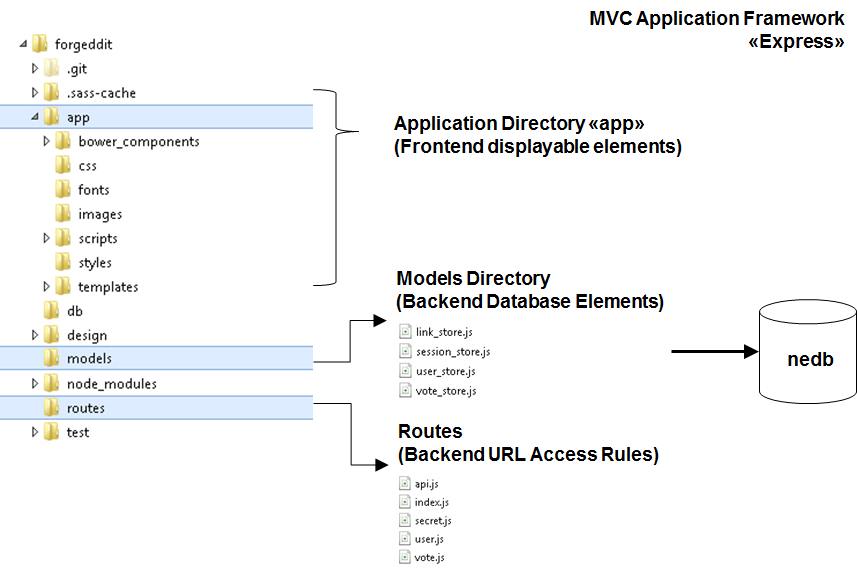 MVC Application Framework
«Express»
forgeddit
.git
.sass-cache
app
bower_components
css
fonts
images
scripts
styles
templates
db
design
models
node_modules
routes
test
Application Directory «app»
(Frontend displayable elements)
Models Directory
(Backend Database Elements)
link_store.js
session_store.js
user_store.js
vote_store.js
nedb
Routes
(Backend URL Access Rules)
api.js
index.js
secret.js
user.js
vote.js